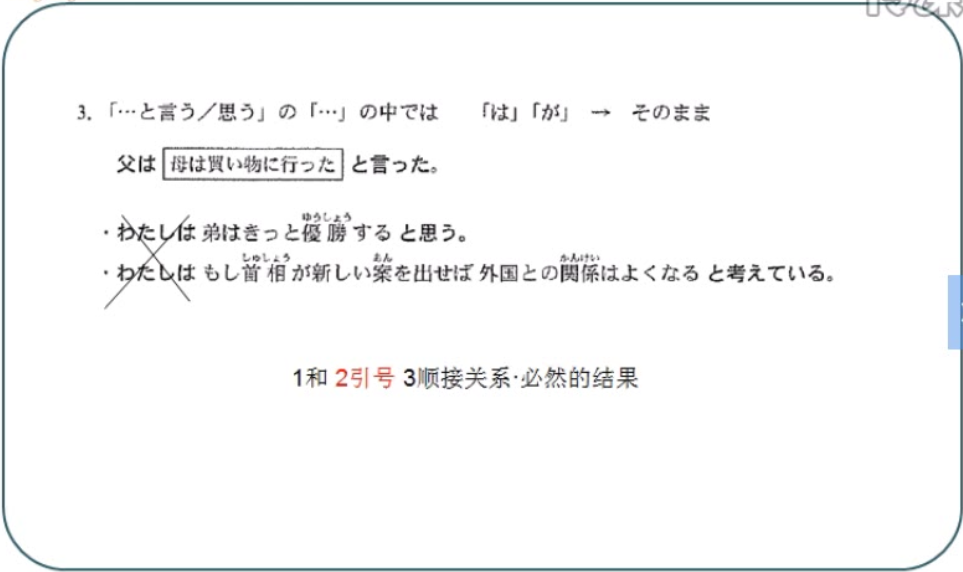 3. 「…と言う／思う」の「…」の中では 「は」「が」 → そのまま
父は 母は買い物に行った と言った。
・わたしは 弟はきっと優勝する と思う。
ゆうしょう
・わたしは もし首相が新しい案を出せば 外国との関係はよくなる と考えている。
しゅしょう あん かんけい
1和 2引号 3顺接关系·必然的结果